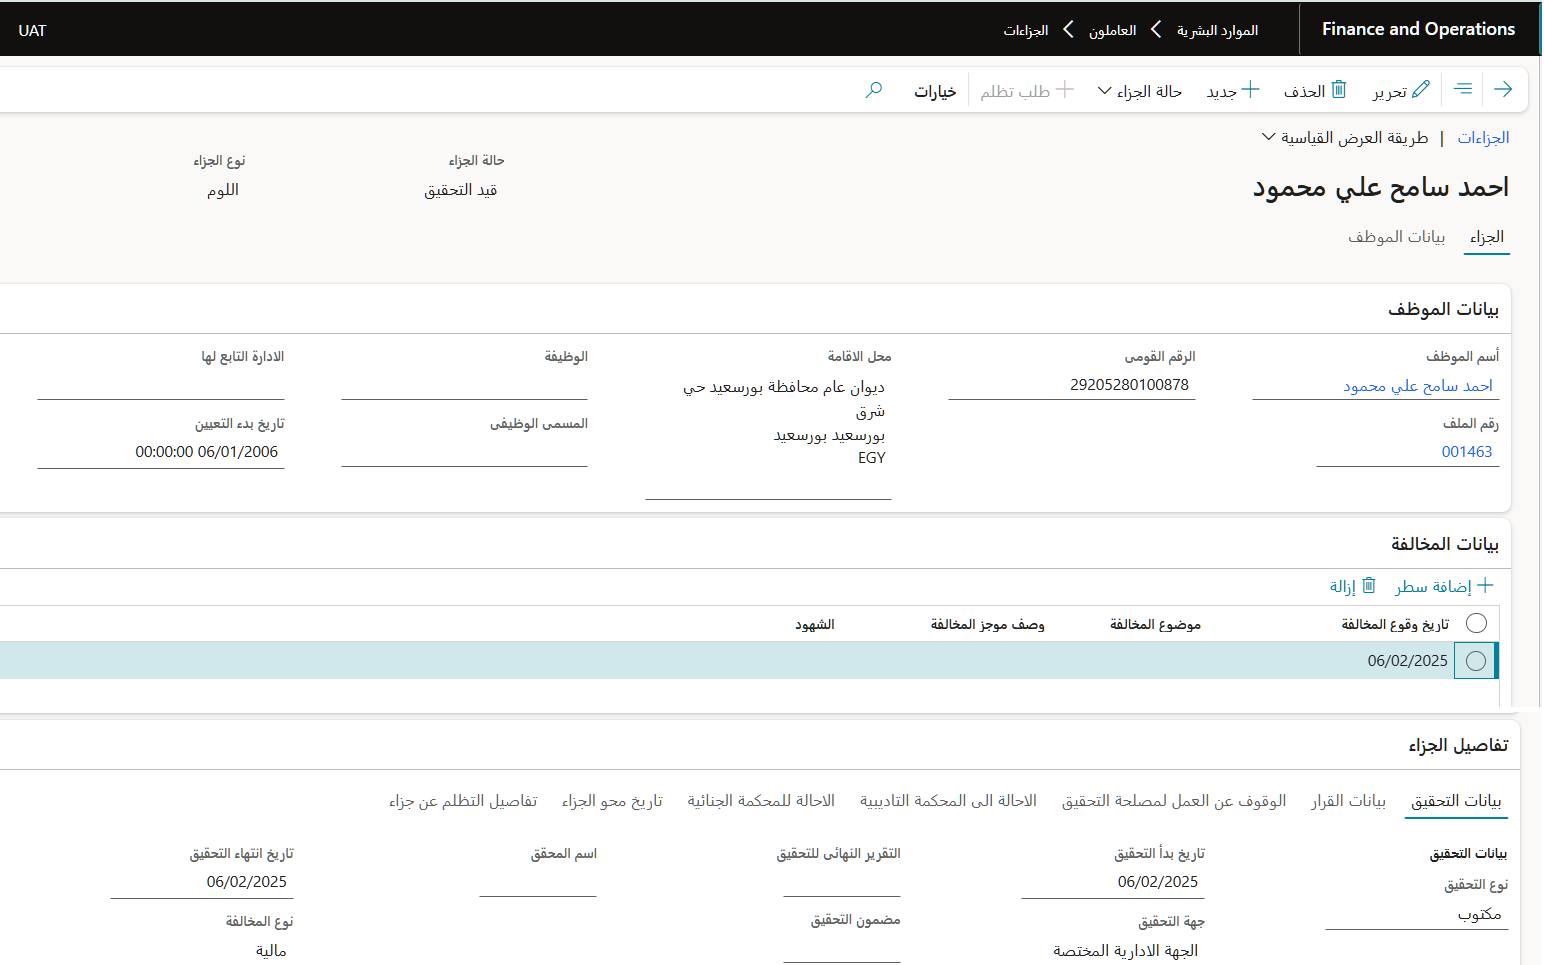 Finance and Operations
الموارد البشرية
العاملون
الجزاءات
UAT
تحرير
الحذف
جديد
حالة الجزاء
طلب تظلم
خيارات
الجزاءات | طريقة العرض القياسية
احمد سامح علي محمود
حالة الجزاء
قيد التحقيق
نوع الجزاء
اللوم
الجزاء
بيانات الموظف
بيانات الموظف
أسم الموظف
احمد سامح علي محمود
رقم الملف
001463
الرقم القومى
29205280100878
محل الاقامة
ديوان عام محافظة بورسعيد حي
شرق
بورسعيد بورسعيد
EGY
الوظيفة
المسمى الوظيفى
الادارة التابع لها
تاريخ بدء التعيين
06/01/2006 00:00:00
بيانات المخالفة
إضافة سطر
إزالة
تاريخ وقوع المخالفة
موضوع المخالفة
وصف موجز المخالفة
الشهود
06/02/2025
تفاصيل الجزاء
بيانات التحقيق
بيانات القرار
الوقوف عن العمل لمصلحة التحقيق
الاحالة الى المحكمة التاديبية
الاحالة للمحكمة الجنائية
تاريخ محو الجزاء
تفاصيل التظلم عن جزاء
بيانات التحقيق
نوع التحقيق
مكتوب
تاريخ بدأ التحقيق
06/02/2025
جهة التحقيق
الجهة الادارية المختصة
التقرير النهائى للتحقيق
مضمون التحقيق
اسم المحقق
تاريخ انتهاء التحقيق
06/02/2025
نوع المخالفة
مالية